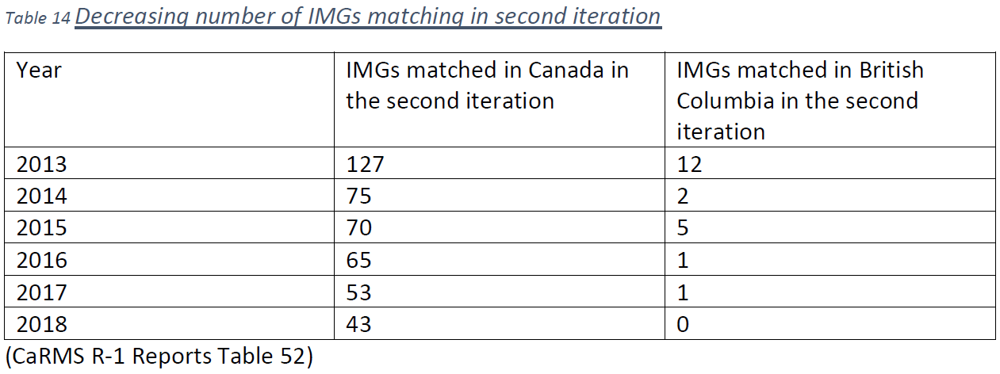 Table 14 Decreasing number of IMGs matching in second iteration
Year IMGs matched in Canada in the second iteration IMGs matched in British Columbia in the second iteration
2013 127 12
2014 75 2
2015 70 5
2016 65 1
2017 53 1
2018 43 0
(CaRMS R-1 Reports Table 52)